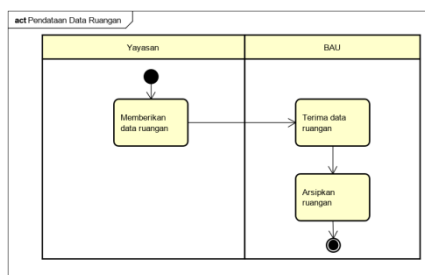 act Pendataan Data Ruangan
Yayasan
BAU
Memberikan
data ruangan
Terima data
ruangan
Arsipkan
ruangan